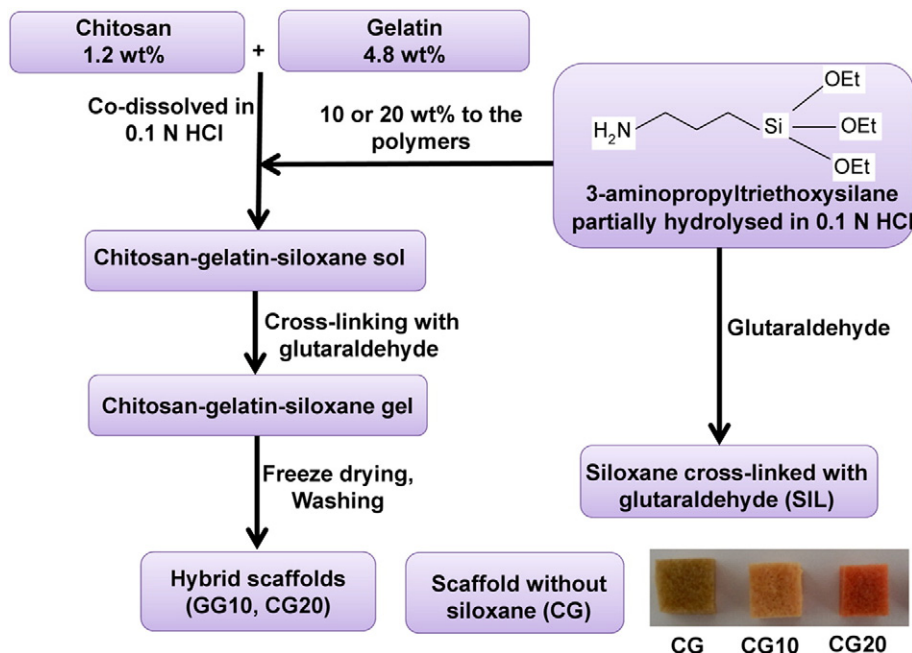 Chitosan
1.2 wt%
+
Gelatin
4.8 wt%
Co-dissolved in
0.1 N HCl
10 or 20 wt% to the
polymers
H2N
Si
OEt
OEt
OEt
3-aminopropyltriethoxysilane
partially hydrolysed in 0.1 N HCl
Chitosan-gelatin-siloxane sol
Cross-linking with
glutaraldehyde
Glutaraldehyde
Chitosan-gelatin-siloxane gel
Freeze drying,
Washing
Siloxane cross-linked with
glutaraldehyde (SIL)
Hybrid scaffolds
(GG10, CG20)
Scaffold without
siloxane (CG)
CG CG10 CG20